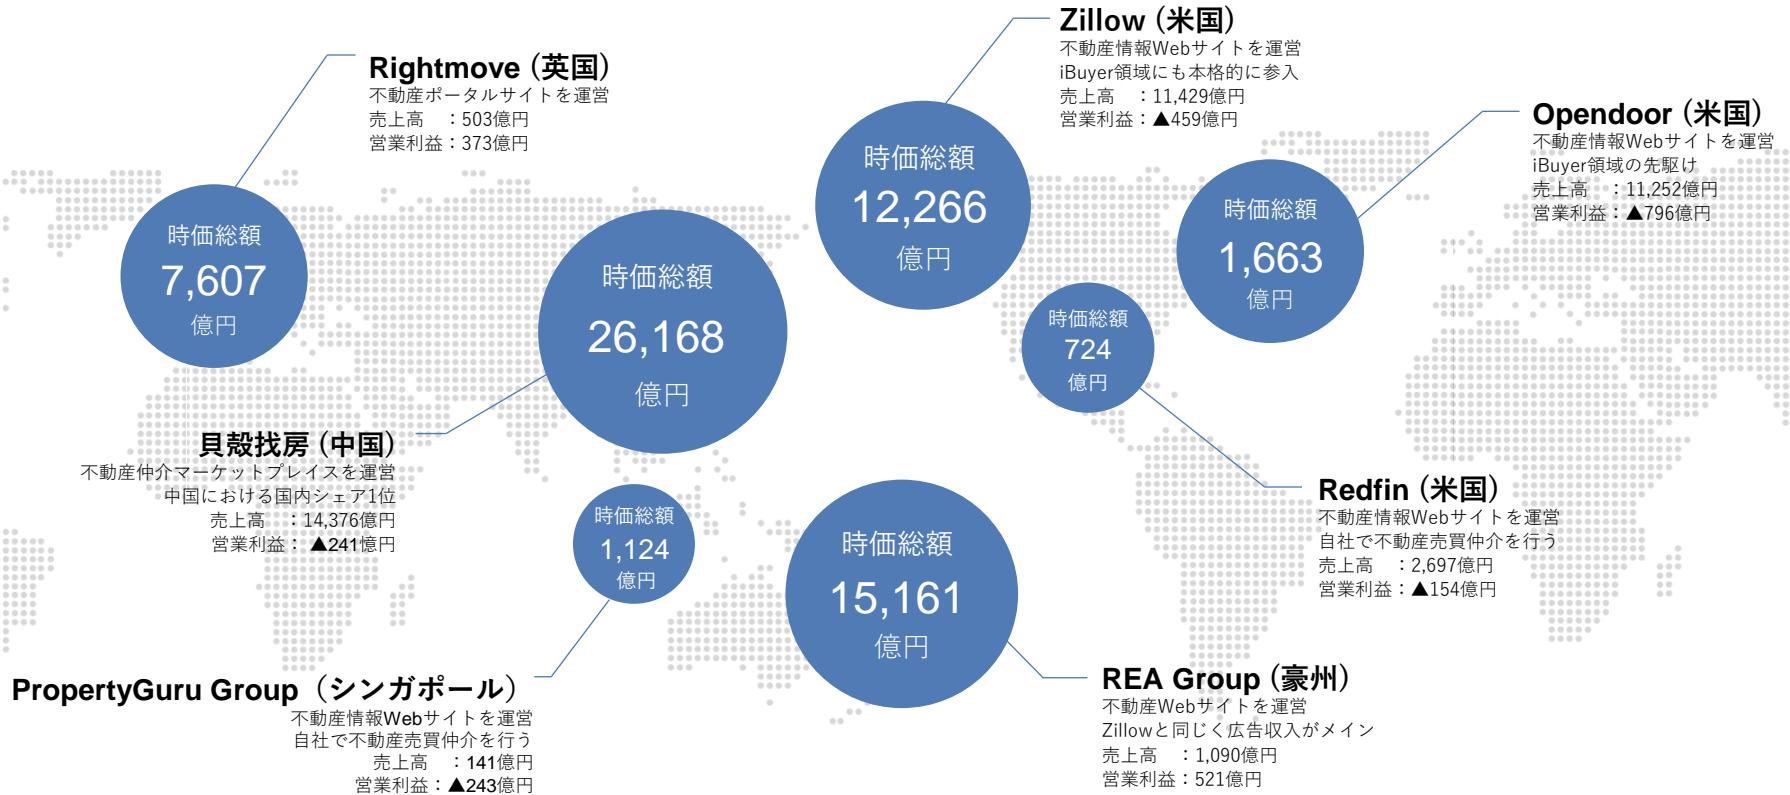 Rightmove (英国)
不動産ポータルサイトを運営
売上高　：503億円
営業利益：373億円
時価総額
7,607
億円
Zillow (米国)
不動産情報Webサイトを運営
iBuyer領域にも本格的に参入
売上高　：11,429億円
営業利益：▲459億円
時価総額
12,266
億円
Opendoor (米国)
不動産情報Webサイトを運営
iBuyer領域の先駆け
売上高　：11,252億円
営業利益：▲796億円
時価総額
1,663
億円
時価総額
26,168
億円
貝殻找房 (中国)
不動産仲介マーケットプレイスを運営
中国における国内シェア1位
売上高　：14,376億円
営業利益： ▲241億円
時価総額
724
億円
Redfin (米国)
不動産情報Webサイトを運営
自社で不動産売買仲介を行う
売上高　：2,697億円
営業利益：▲154億円
時価総額
1,124
億円
PropertyGuru Group（シンガポール）
不動産情報Webサイトを運営
自社で不動産売買仲介を行う
売上高　：141億円
営業利益：▲243億円
時価総額
15,161
億円
REA Group (豪州)
不動産Webサイトを運営
Zillowと同じく広告収入がメイン
売上高　：1,090億円
営業利益：521億円